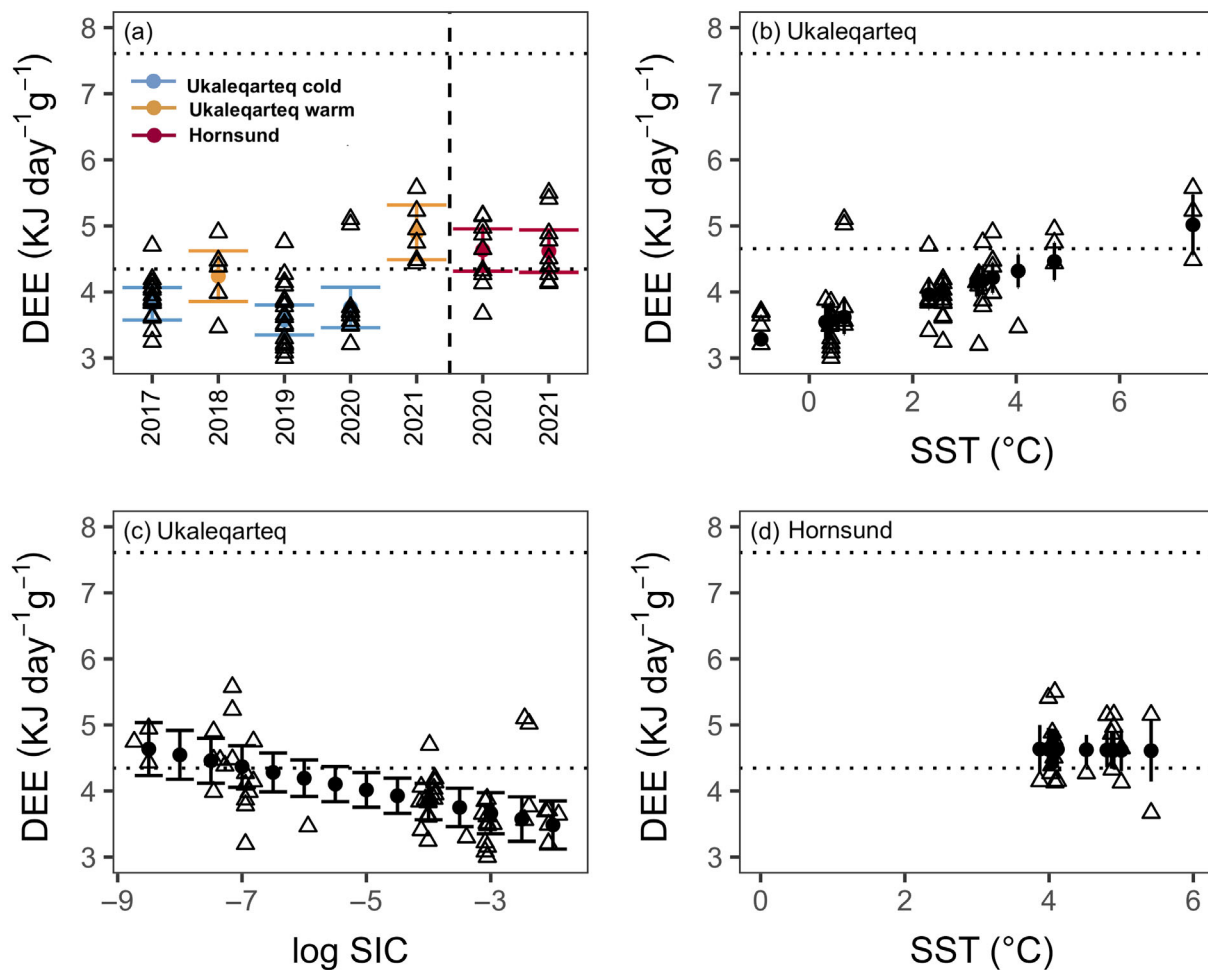 (a)
8
7
6
5
4
3
DEE (KJ day⁻¹g⁻¹)
Ukaleqarteq cold
Ukaleqarteq warm
Hornsund
2017
2018
2019
2020
2021
2020
2021
(b) Ukaleqarteq
8
7
6
5
4
3
DEE (KJ day⁻¹g⁻¹)
0 2 4 6
SST (°C)
(c) Ukaleqarteq
8
7
6
5
4
3
DEE (KJ day⁻¹g⁻¹)
−9 −7 −5 −3
log SIC
(d) Hornsund
8
7
6
5
4
3
DEE (KJ day⁻¹g⁻¹)
0 2 4 6
SST (°C)